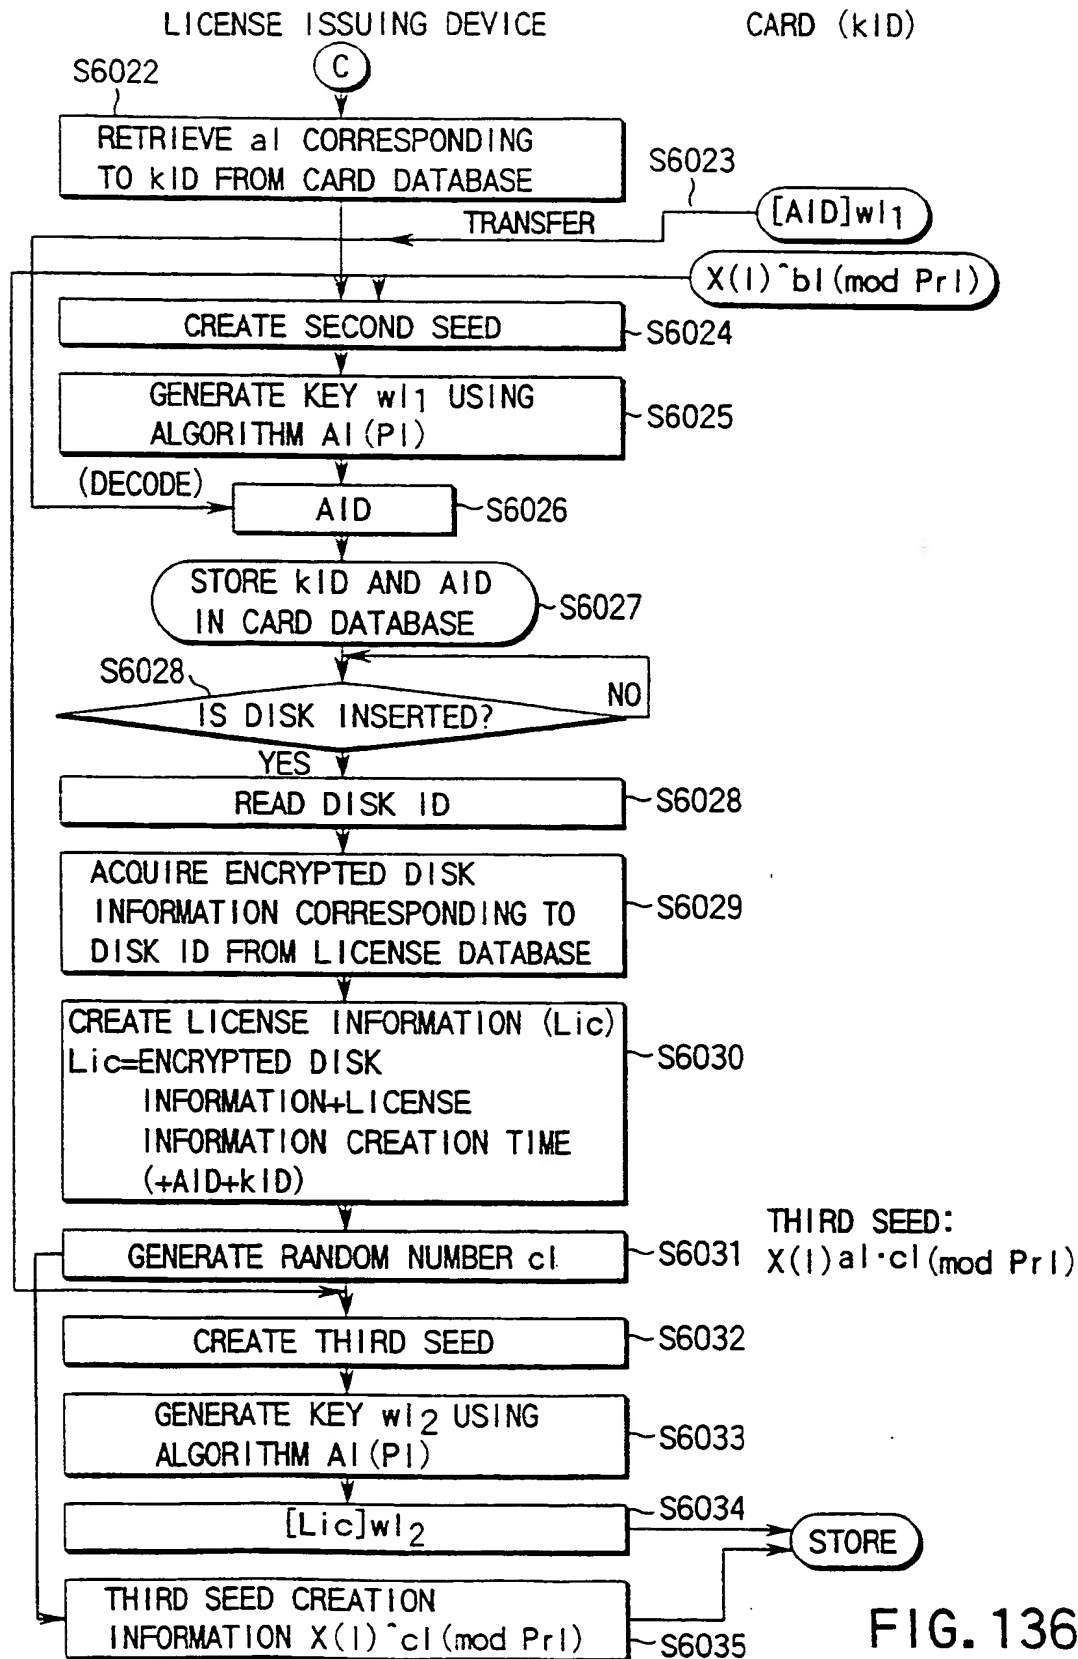 LICENSE ISSUING DEVICE
CARD (kID)
C
S6022
RETRIEVE aI CORRESPONDING
TO kID FROM CARD DATABASE
S6023
[AID]wI1
TRANSFER
X(I)^bI(mod PrI)
CREATE SECOND SEED
S6024
GENERATE KEY wI1 USING
ALGORITHM AI(PI)
S6025
(DECODE)
AID
S6026
STORE kID AND AID
IN CARD DATABASE
S6027
S6028
IS DISK INSERTED?
NO
YES
READ DISK ID
S6028
ACQUIRE ENCRYPTED DISK
INFORMATION CORRESPONDING TO
DISK ID FROM LICENSE DATABASE
S6029
CREATE LICENSE INFORMATION (Lic)
Lic=ENCRYPTED DISK
INFORMATION+LICENSE
INFORMATION CREATION TIME
(+AID+kID)
S6030
GENERATE RANDOM NUMBER cI
S6031
THIRD SEED:
X(I)aI·cI(mod PrI)
CREATE THIRD SEED
S6032
GENERATE KEY wI2 USING
ALGORITHM AI(PI)
S6033
[Lic]wI2
S6034
STORE
THIRD SEED CREATION
INFORMATION X(I)^cI(mod PrI)
S6035
FIG. 136